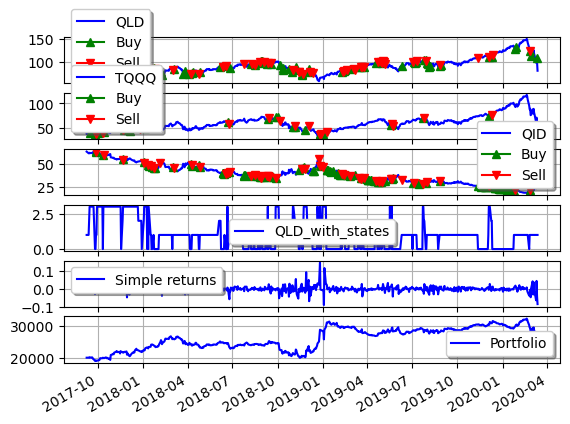 QLD
Buy
Sell
150
100
TQQQ
Buy
Sell
100
50
QID
Buy
Sell
50
25
QLD_with_states
2.5
0.0
Simple returns
0.1
0.0
−0.1
Portfolio
30000
20000
2017-10 2018-01 2018-04 2018-07 2018-10 2019-01 2019-04 2019-07 2019-10 2020-01 2020-04